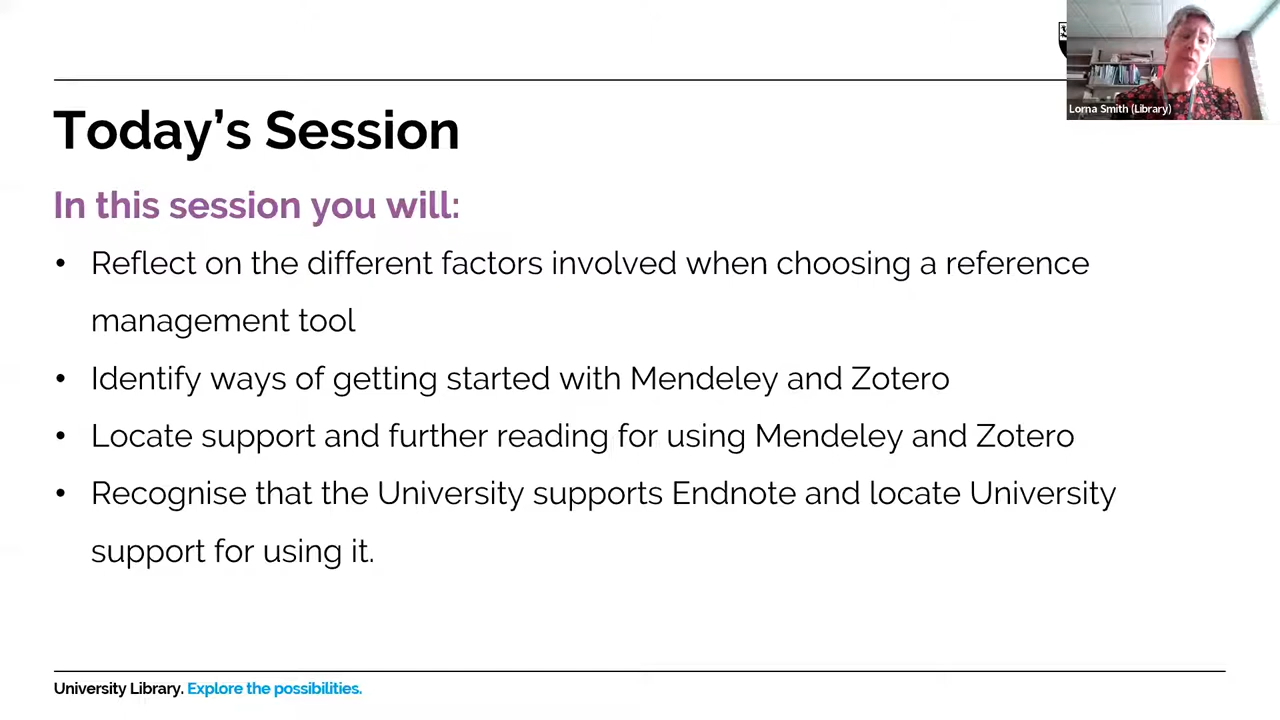 Lorna Smith (Library)
Today's Session
In this session you will:
• Reflect on the different factors involved when choosing a reference
management tool
• Identify ways of getting started with Mendeley and Zotero
• Locate support and further reading for using Mendeley and Zotero
• Recognise that the University supports Endnote and locate University
support for using it.
University Library. Explore the possibilities.